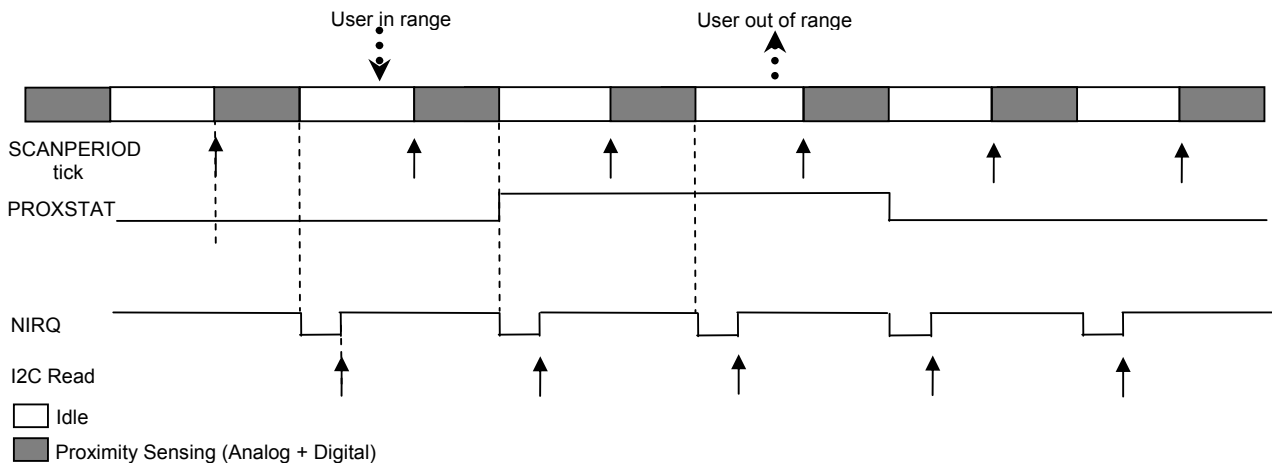 User in range
User out of range
SCANPERIOD
tick
PROXSTAT
NIRQ
I2C Read
Idle
Proximity Sensing (Analog + Digital)